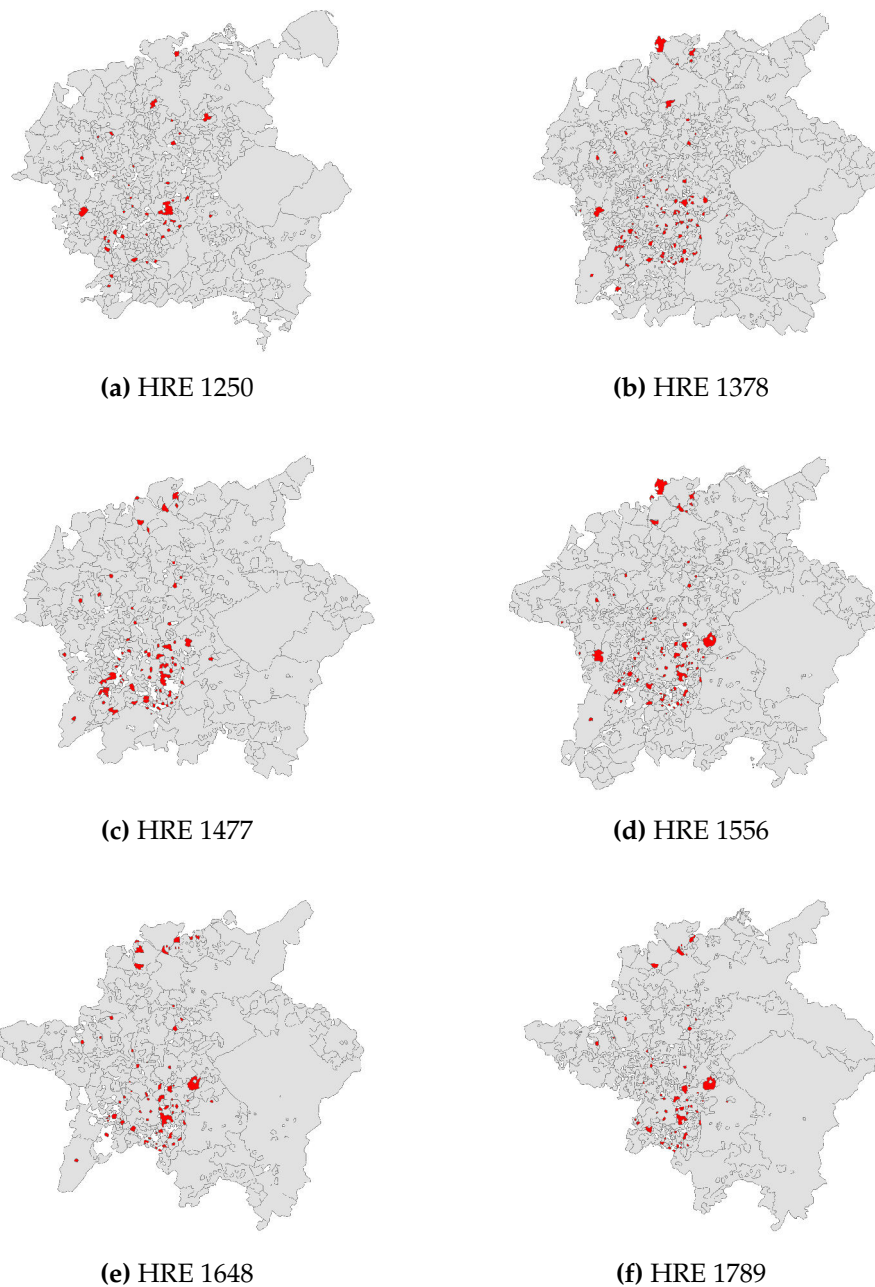 (a) HRE 1250
(b) HRE 1378
(c) HRE 1477
(d) HRE 1556
(e) HRE 1648
(f) HRE 1789